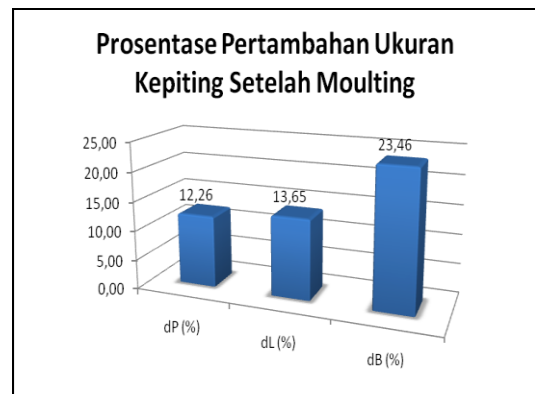 Prosentase Pertambahan Ukuran
Kepiting Setelah Moulting
25,00
20,00
15,00
10,00
5,00
0,00
12,26
13,65
23,46
dP (%)
dL (%)
dB (%)